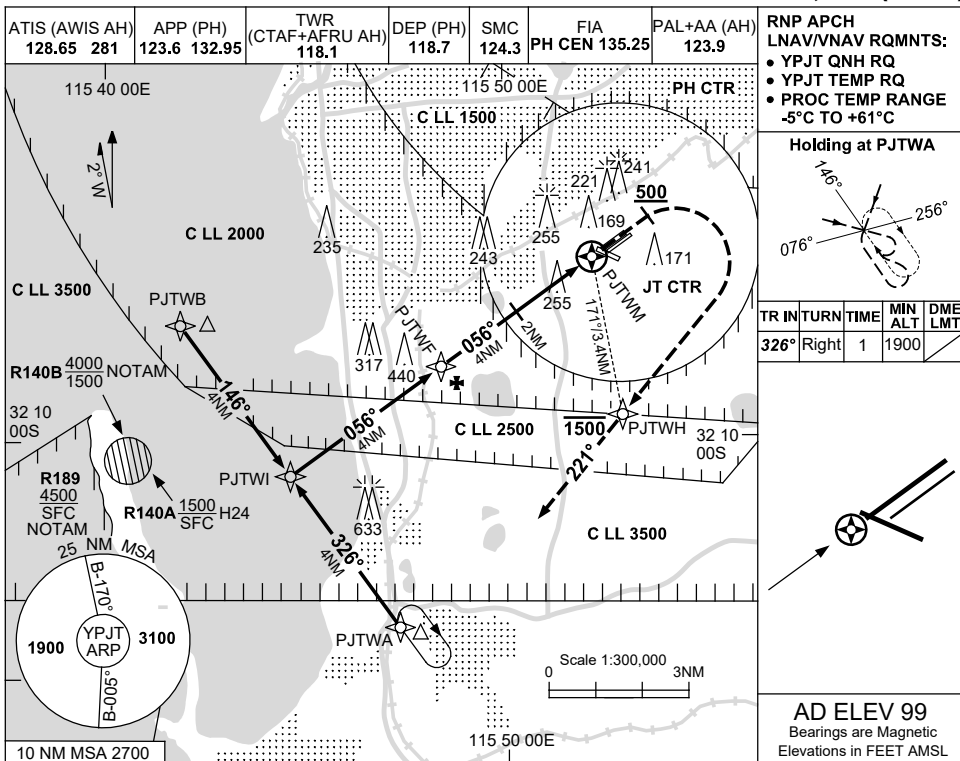 ATIS (AWIS AH)
128.65 281
APP (PH)
123.6 132.95
TWR
(CTAF+AFRU AH)
118.1
DEP (PH)
118.7
SMC
124.3
FIA
PH CEN 135.25
PAL+AA (AH)
123.9
RNP APCH
LNAV/VNAV RQMNTS:
• YPJT QNH RQ
• YPJT TEMP RQ
• PROC TEMP RANGE
-5°C TO +61°C
115 40 00E
115 50 00E
PH CTR
C LL 1500
2° W
241
221
500
255
169
235
C LL 2000
243
171
C LL 3500
255
PJTWM
JT CTR
PJTWB
PJTWF
2NM
171°/3.4NM
056°
4NM
317
440
R140B 4000
1500 NOTAM
146°
4NM
056°
4NM
32 10
00S
C LL 2500
1500
PJTWH
32 10
00S
221°
PJTWI
R189
4500
SFC
NOTAM
R140A 1500
SFC H24
633
C LL 3500
326°
4NM
25 NM MSA
B-170°
1900
YPJT
ARP
3100
B-005°
PJTWA
Scale 1:300,000
0
3NM
10 NM MSA 2700
115 50 00E
Holding at PJTWA
146°
256°
076°
TR IN TURN TIME MIN ALT DME LMT
326° Right 1 1900
AD ELEV 99
Bearings are Magnetic
Elevations in FEET AMSL